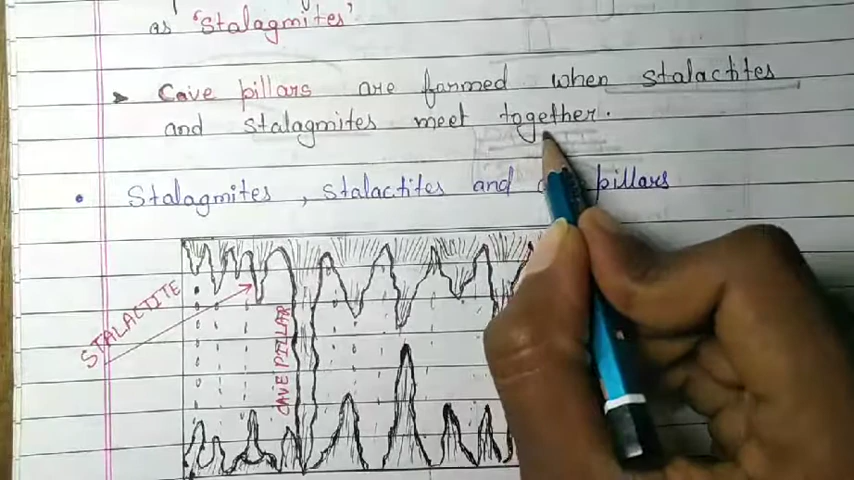 as 'Stalagmites'
Cave pillars are formed when stalactites
and stalagmites meet together.
• Stalagmites, stalactites and pillars
STALACTITE
CAVE PILLAR